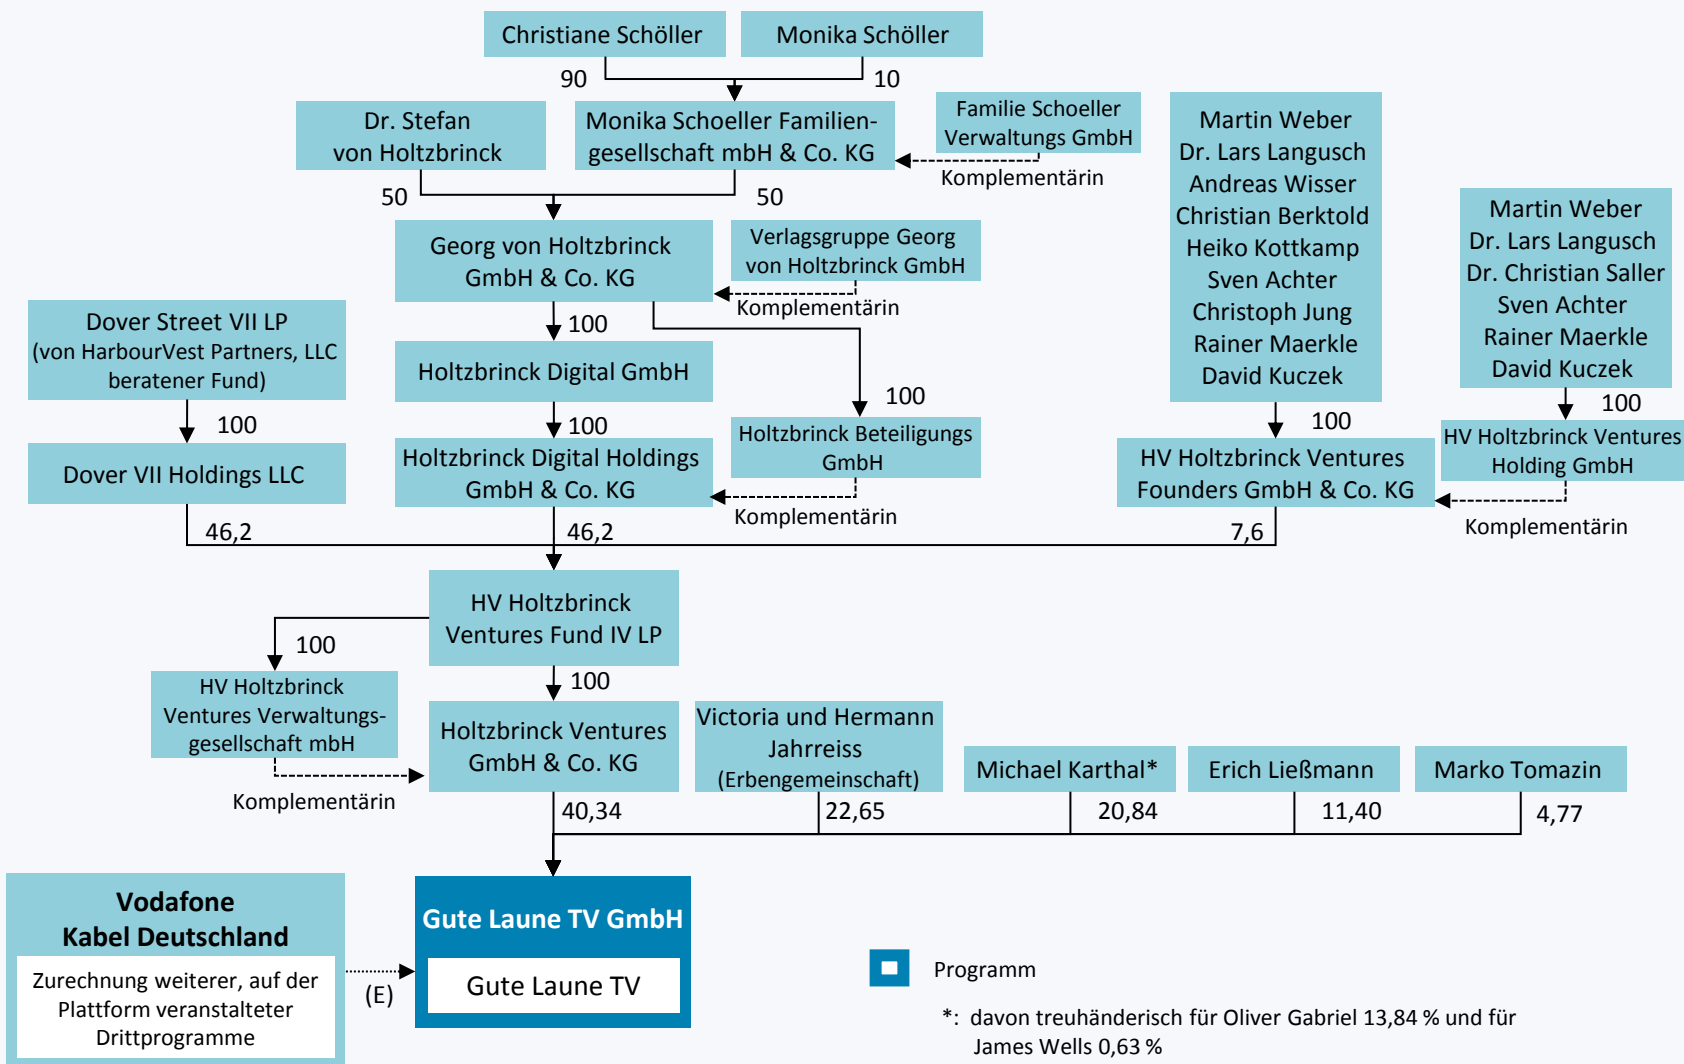 Christiane Schöller
Monika Schöller
90
10
Dr. Stefan
von Holtzbrinck
Monika Schoeller Familien-
gesellschaft mbH & Co. KG
Familie Schoeller
Verwaltungs GmbH
Komplementärin
50
50
Georg von Holtzbrinck
GmbH & Co. KG
Verlagsgruppe Georg
von Holtzbrinck GmbH
Komplementärin
Martin Weber
Dr. Lars Langusch
Andreas Wisser
Christian Berktold
Heiko Kottkamp
Sven Achter
Christoph Jung
Rainer Maerkle
David Kuczek
Martin Weber
Dr. Lars Langusch
Dr. Christian Saller
Sven Achter
Rainer Maerkle
David Kuczek
Dover Street VII LP
(von HarbourVest Partners, LLC
beratener Fund)
100
Holtzbrinck Digital GmbH
100
100
100
100
100
Dover VII Holdings LLC
Holtzbrinck Digital Holdings
GmbH & Co. KG
Holtzbrinck Beteiligungs
GmbH
Komplementärin
HV Holtzbrinck Ventures
Founders GmbH & Co. KG
HV Holtzbrinck Ventures
Holding GmbH
Komplementärin
46,2
46,2
7,6
HV Holtzbrinck
Ventures Fund IV LP
100
100
HV Holtzbrinck
Ventures Verwaltungs-
gesellschaft mbH
Komplementärin
Holtzbrinck Ventures
GmbH & Co. KG
Victoria und Hermann
Jahrreiss
(Erbengemeinschaft)
Michael Karthal*
Erich Ließmann
Marko Tomazin
40,34
22,65
20,84
11,40
4,77
Vodafone
Kabel Deutschland
Zurechnung weiterer, auf der
Plattform veranstalteter
Drittprogramme
(E)
Gute Laune TV GmbH
Gute Laune TV
Programm
*: davon treuhänderisch für Oliver Gabriel 13,84 % und für
James Wells 0,63 %